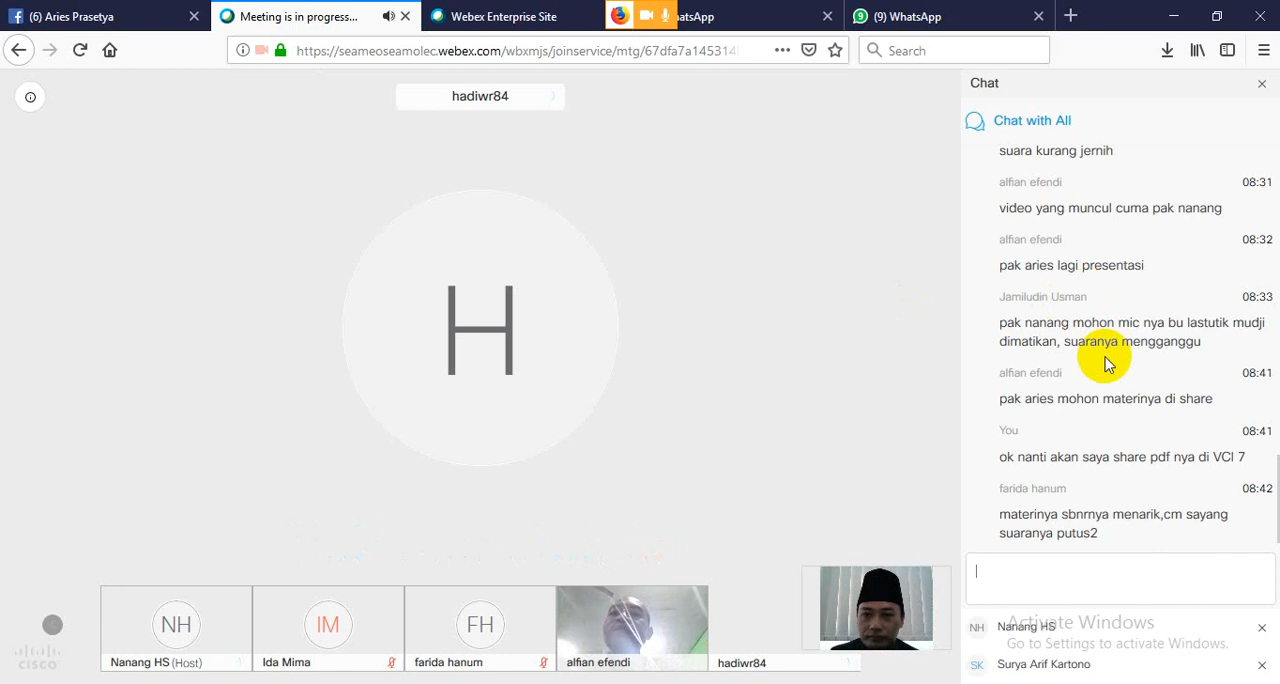 (6) Aries Prasetya
Meeting is in progress...
Webex Enterprise Site
atsApp
(9) WhatsApp
https://seameoseamolec.webex.com/wbxmjs/joinservice/mtg/67dfa7a145314
Search
hadiwr84
H
Chat
Chat with All
suara kurang jernih
alfian efendi 08:31
video yang muncul cuma pak nanang
alfian efendi 08:32
pak aries lagi presentasi
Jamiludin Usman 08:33
pak nanang mohon mic nya bu lastutik mudji
dimatikan, suaranya mengganggu
alfian efendi 08:41
pak aries mohon materinya di share
You 08:41
ok nanti akan saya share pdf nya di VCI 7
farida hanum 08:42
materinya sbnrnya menarik,cm sayang
suaranya putus2
NH Nanang HS
Activate Windows
Go to Settings to activate Windows.
SK Surya Arif Kartono
NH
IM
FH
Nanang HS (Host)
Ida Mima
farida hanum
alfian efendi
hadiwr84
cisco